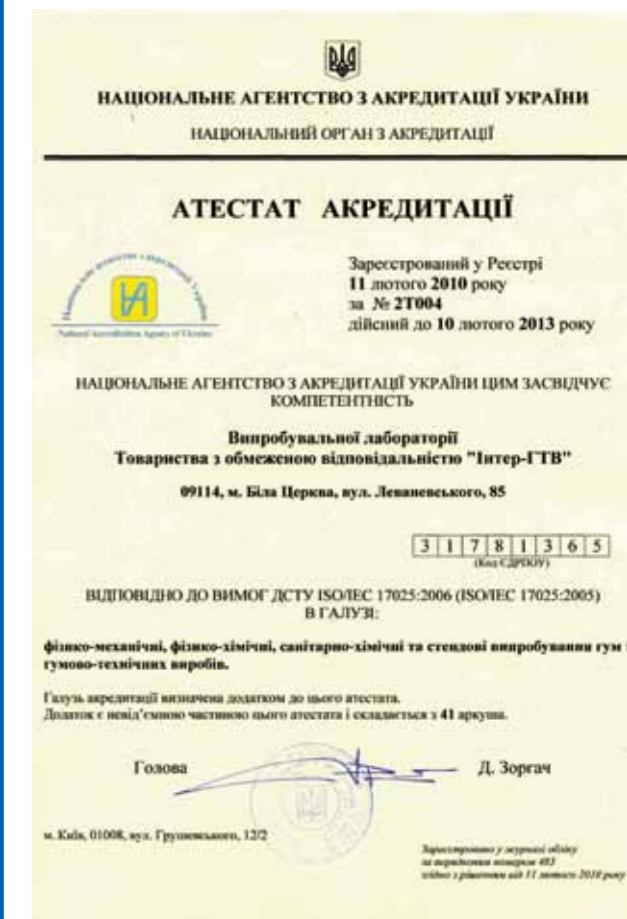 НАЦІОНАЛЬНЕ АГЕНТСТВО З АКРЕДИТАЦІЇ УКРАЇНИ
НАЦІОНАЛЬНИЙ ОРГАН З АКРЕДИТАЦІЇ
АТЕСТАТ АКРЕДИТАЦІЇ
Національне агентство з акредитації України
National Accreditation Agency of Ukraine
Зареєстрований у Реєстрі
11 лютого 2010 року
за № 2Т004
дійсний до 10 лютого 2013 року
НАЦІОНАЛЬНЕ АГЕНТСТВО З АКРЕДИТАЦІЇ УКРАЇНИ ЦИМ ЗАСВІДЧУЄ
КОМПЕТЕНТНІСТЬ
Випробувальної лабораторії
Товариства з обмеженою відповідальністю "Інтер-ГТВ"
09114, м. Біла Церква, вул. Леваневського, 85
3 1 7 8 1 3 6 5
(Код ЄДРПОУ)
ВІДПОВІДНО ДО ВИМОГ ДСТУ ISO/IEC 17025:2006 (ISO/IEC 17025:2005)
В ГАЛУЗІ:
фізико-механічні, фізико-хімічні, санітарно-хімічні та стендові випробування гум
гумово-технічних виробів.
Галузь акредитації визначена додатком до цього атестата.
Додаток є невід'ємною частиною цього атестата і складається з 41 аркуша.
Голова Д. Зоргач
м. Київ, 01008, вул. Грушевського, 12/2
Зареєстровано у журналі обліку
за порядковим номером 403
згідно з рішенням від 11 лютого 2010 року